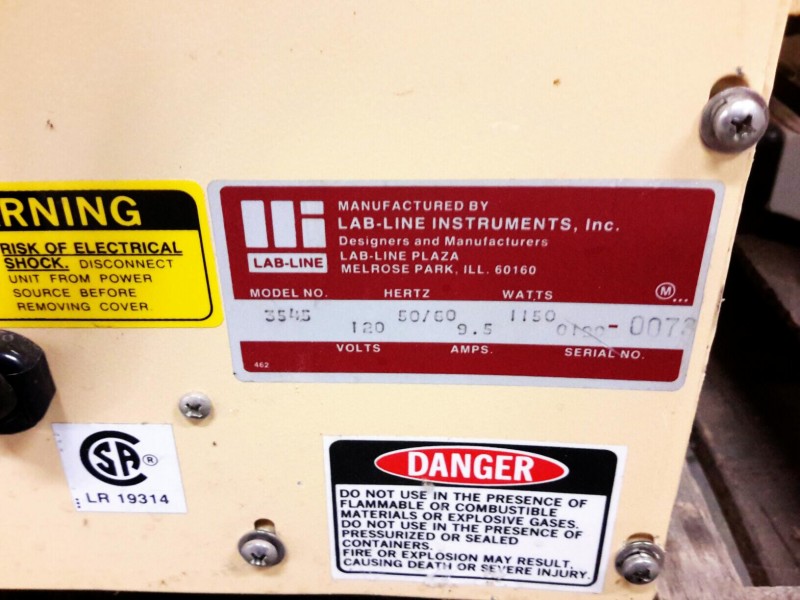 RNING
RISK OF ELECTRICAL
SHOCK. DISCONNECT
UNIT FROM POWER
SOURCE BEFORE
REMOVING COVER
LAB-LINE
MANUFACTURED BY
LAB-LINE INSTRUMENTS, Inc.
Designers and Manufacturers
LAB-LINE PLAZA
MELROSE PARK, ILL. 60160
MODEL NO. HERTZ WATTS
3545 50/60 1150
120 9.5
VOLTS AMPS. SERIAL NO.
462
CSA ®
LR 19314
DANGER
DO NOT USE IN THE PRESENCE OF
FLAMMABLE OR COMBUSTIBLE
MATERIALS OR EXPLOSIVE GASES.
DO NOT USE IN THE PRESENCE OF
PRESSURIZED OR SEALED
CONTAINERS.
FIRE OR EXPLOSION MAY RESULT,
CAUSING DEATH OR SEVERE INJURY.